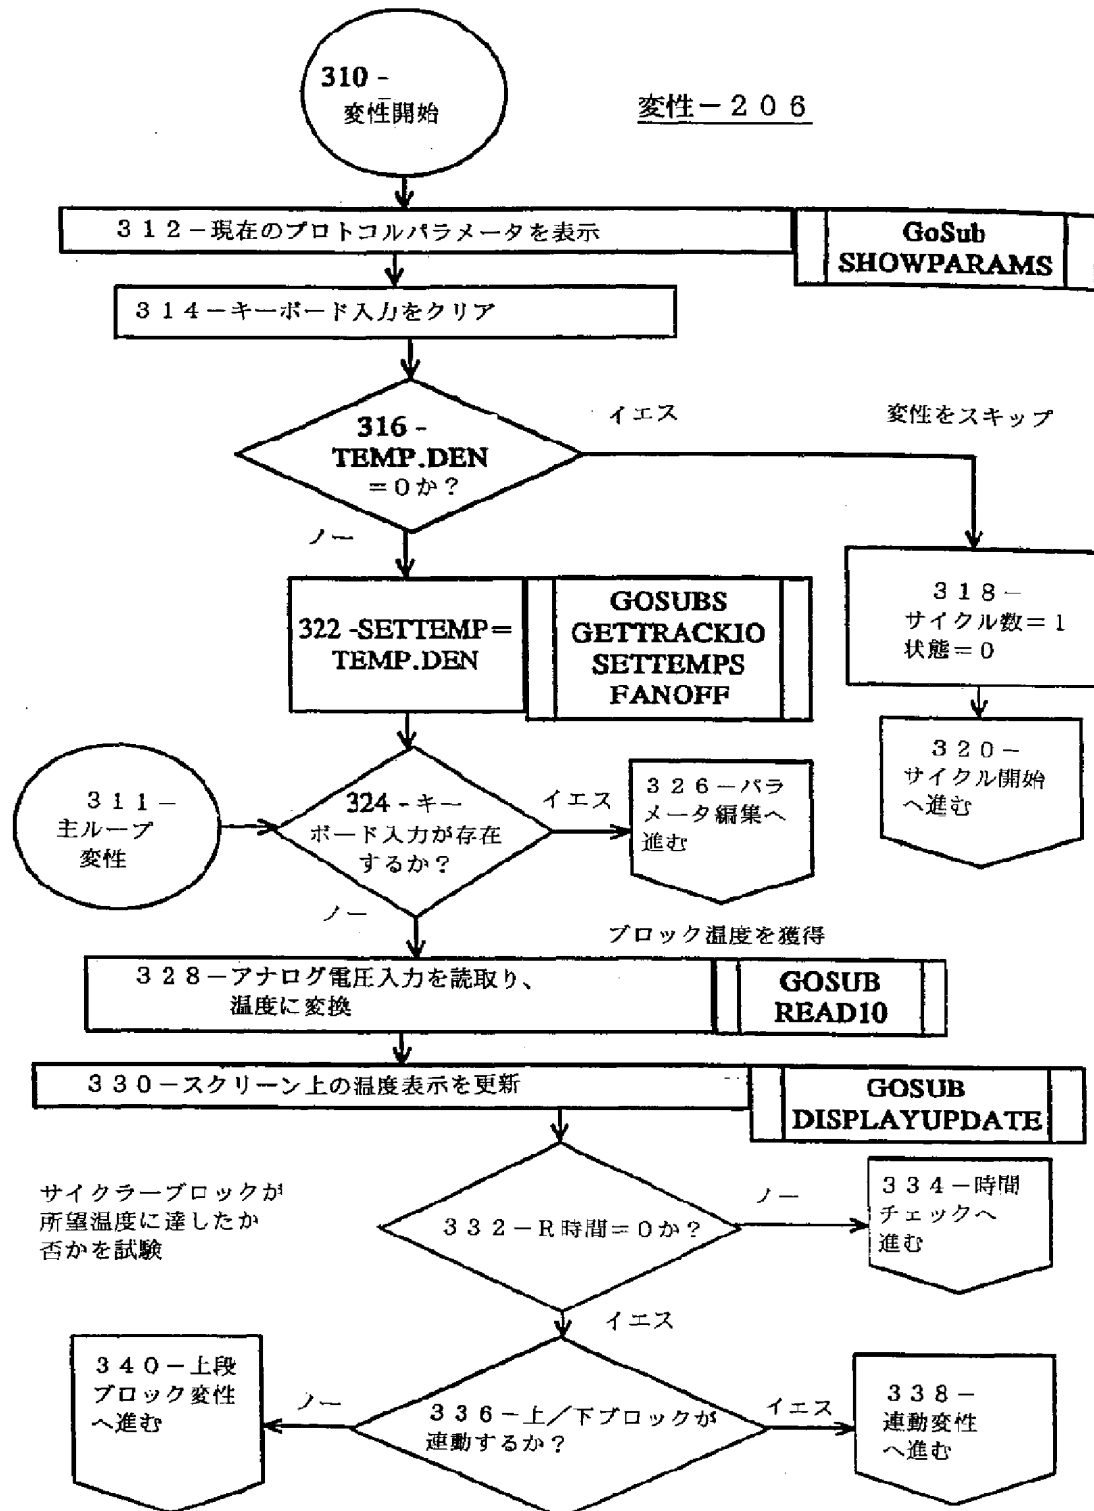 310 -
変性開始
変性－２０６
３１２－現在のプロトコルパラメータを表示
GoSub
SHOWPARAMS
３１４－キーボード入力をクリア
316 -
TEMP.DEN
＝０か？
イエス
変性をスキップ
ノー
３１８－
サイクル数＝１
状態＝０
322 -SETTEMP＝
TEMP.DEN
GOSUBS
GETTRACKIO
SETTEMPS
FANOFF
３２０－
サイクル開始
へ進む
３１１－
主ループ
変性
324 -キー
ボード入力が存在
するか？
イエス
３２６－パラ
メータ編集へ
進む
ノー
ブロック温度を獲得
３２８－アナログ電圧入力を読取り、
温度に変換
GOSUB
READ10
３３０－スクリーン上の温度表示を更新
GOSUB
DISPLAYUPDATE
サイクラーブロックが
所望温度に達したか
否かを試験
３３２－Ｒ時間＝０か？
ノー
３３４－時間
チェックへ
進む
イエス
３４０－上段
ブロック変性
へ進む
ノー
３３６－上／下ブロックが
連動するか？
イエス
３３８－
連動変性
へ進む